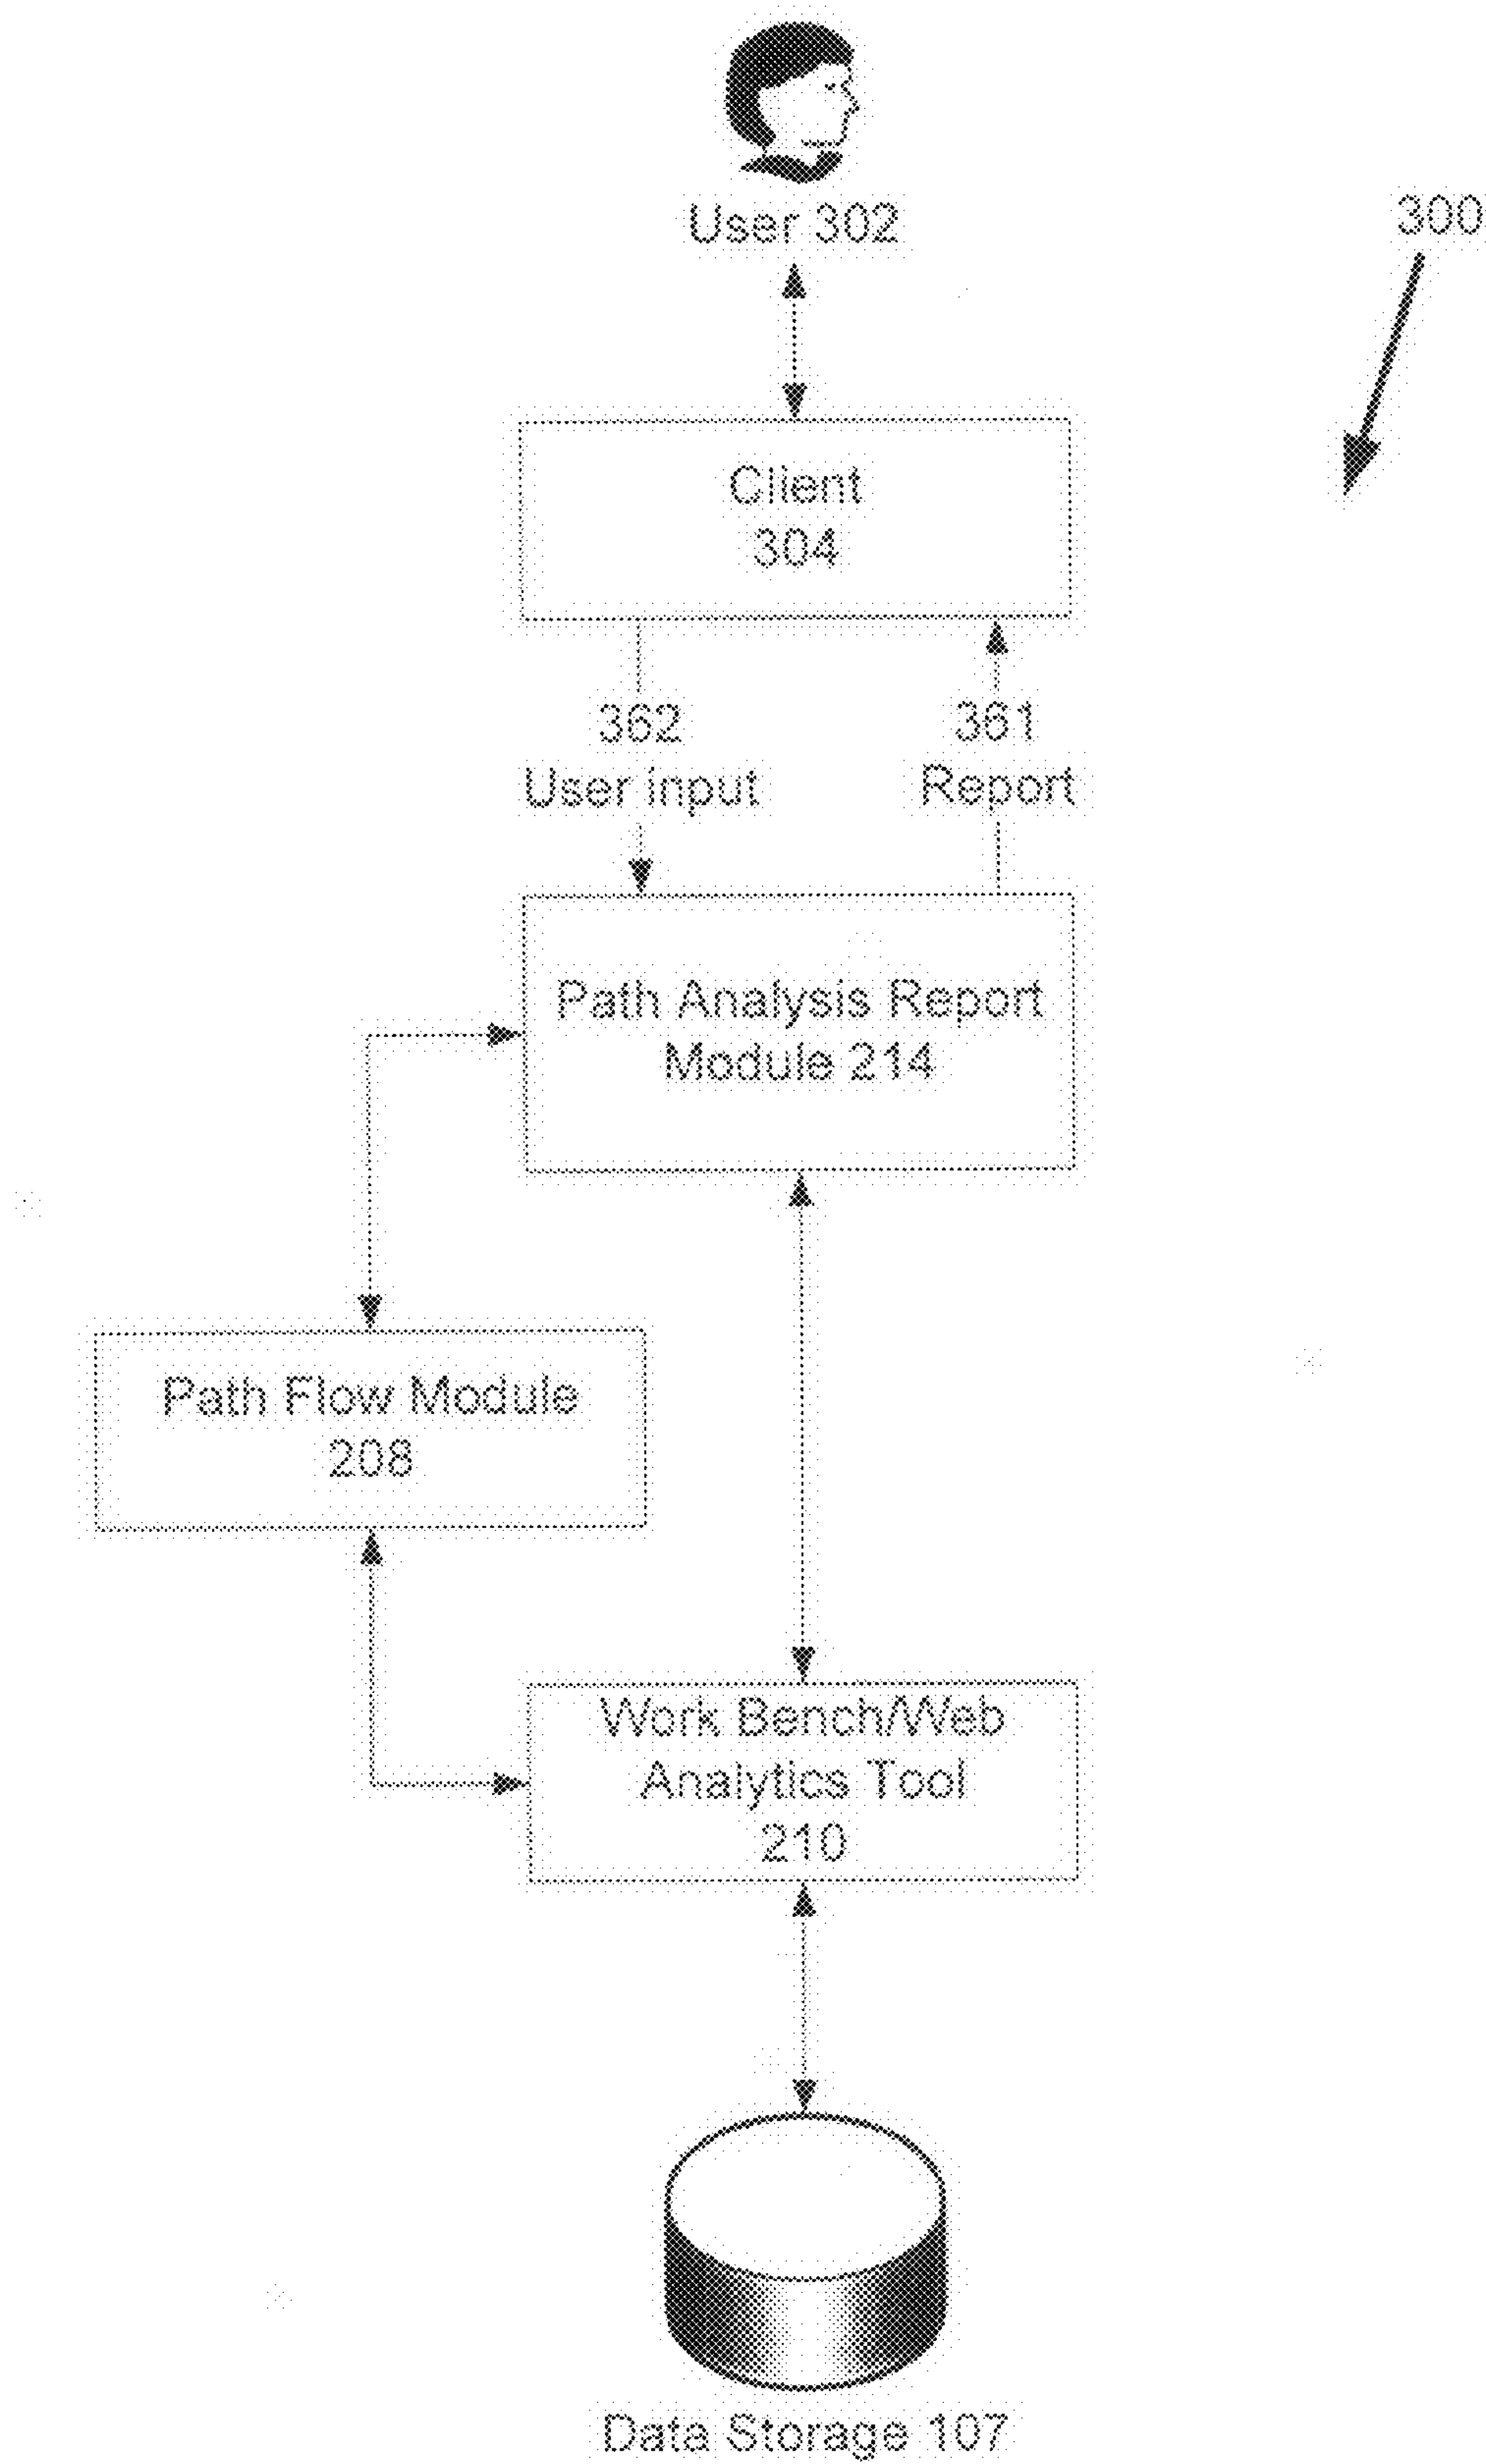 User 302
300
Client
304
362
User input
361
Report
Path Analysis Report
Module 214
Path Flow Module
208
Work Bench/Web
Analytics Tool
210
Data Storage 107